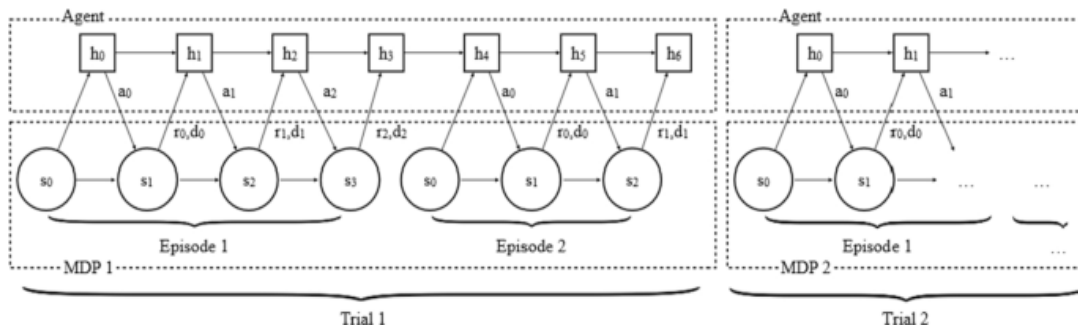 Agent Agent
h0 h1 h2 h3 h4 h5 h6 h0 h1 ...
a0 a1 a2 a0 a1 a0 a1
r0,d0 r1,d1 r2,d2 r0,d0 r1,d1 r0,d0
s0 s1 s2 s3 s0 s1 s2 s0 s1 ... ...
Episode 1 Episode 2 Episode 1 ...
MDP 1 MDP 2
Trial 1 Trial 2